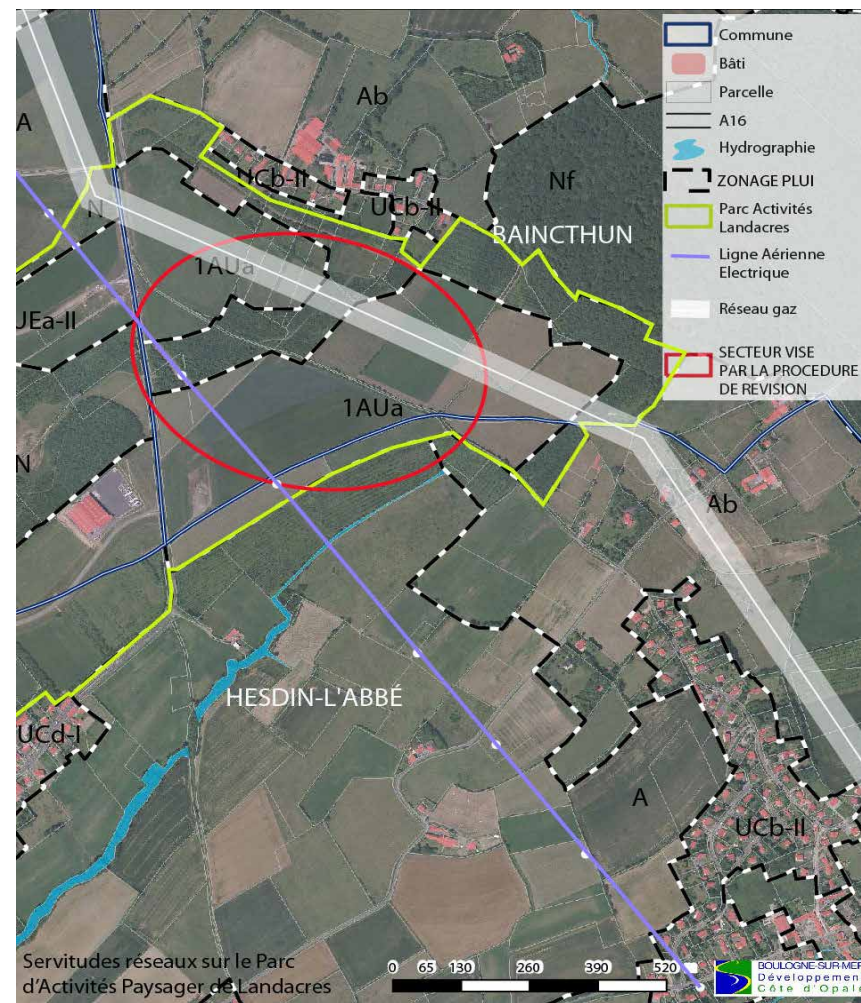 Commune
Bâti
Parcelle
A16
Hydrographie
ZONAGE PLUI
Parc Activités
Landacres
Ligne Aérienne
Electrique
Réseau gaz
SECTEUR VISE
PAR LA PROCEDURE
DE REVISION
Ab
A
UCb-II
Nf
UCb-II
N
BAINCTHUN
1AUa
UEa-II
1AUa
N
Ab
HESDIN-L'ABBÉ
UCd-I
A
UCb-II
Servitudes réseaux sur le Parc
d'Activités Paysager de Landacres
0 65 130 260 390 520
BOULOGNE-SUR-MER
Développement
Côte d'Opale